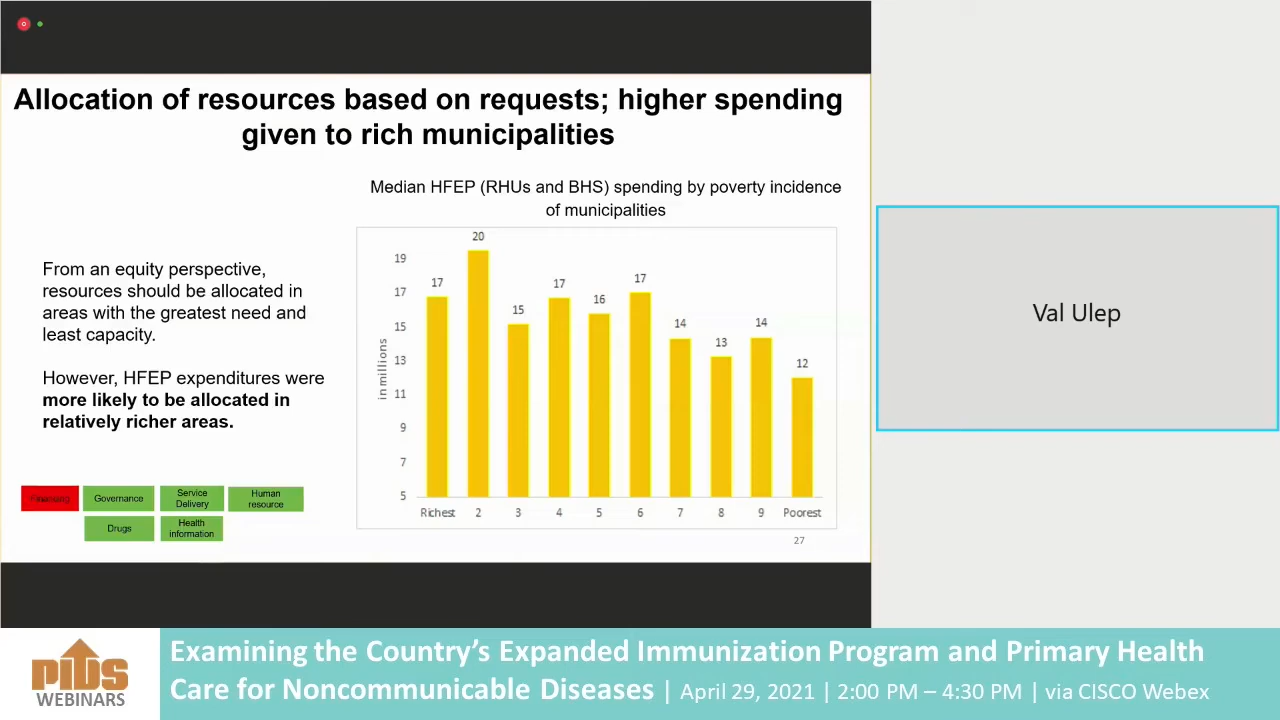 Allocation of resources based on requests; higher spending
given to rich municipalities
Median HFEP (RHUs and BHS) spending by poverty incidence
of municipalities
From an equity perspective,
resources should be allocated in
areas with the greatest need and
least capacity.
However, HFEP expenditures were
more likely to be allocated in
relatively richer areas.
in millions
19
17
15
13
11
9
7
5
17
20
15
17
16
17
14
13
14
12
Richest 2 3 4 5 6 7 8 9 Poorest
27
Financing
Governance
Service
Delivery
Human
resource
Drugs
Health
information
Val Ulep
PIDS
WEBINARS
Examining the Country's Expanded Immunization Program and Primary Health
Care for Noncommunicable Diseases | April 29, 2021 | 2:00 PM – 4:30 PM | via CISCO Webex